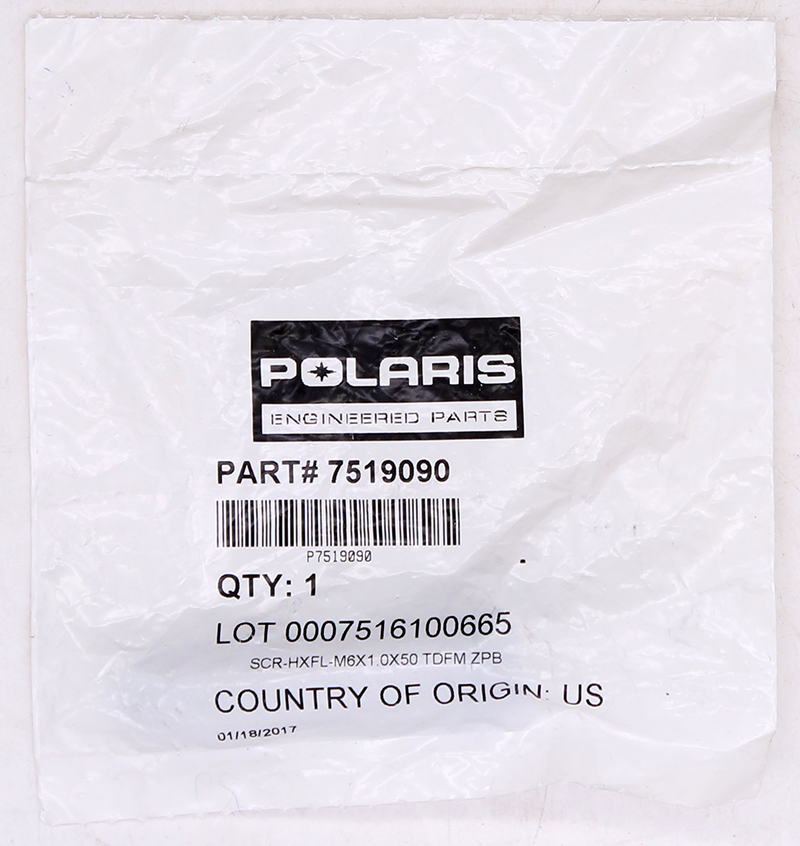 POLARIS
ENGINEERED PARTS
PART# 7519090
P7519090
QTY: 1
LOT 0007516100665
SCR-HXFL-M6X1.0X50 TDFM ZPB
COUNTRY OF ORIGIN: US
01/18/2017